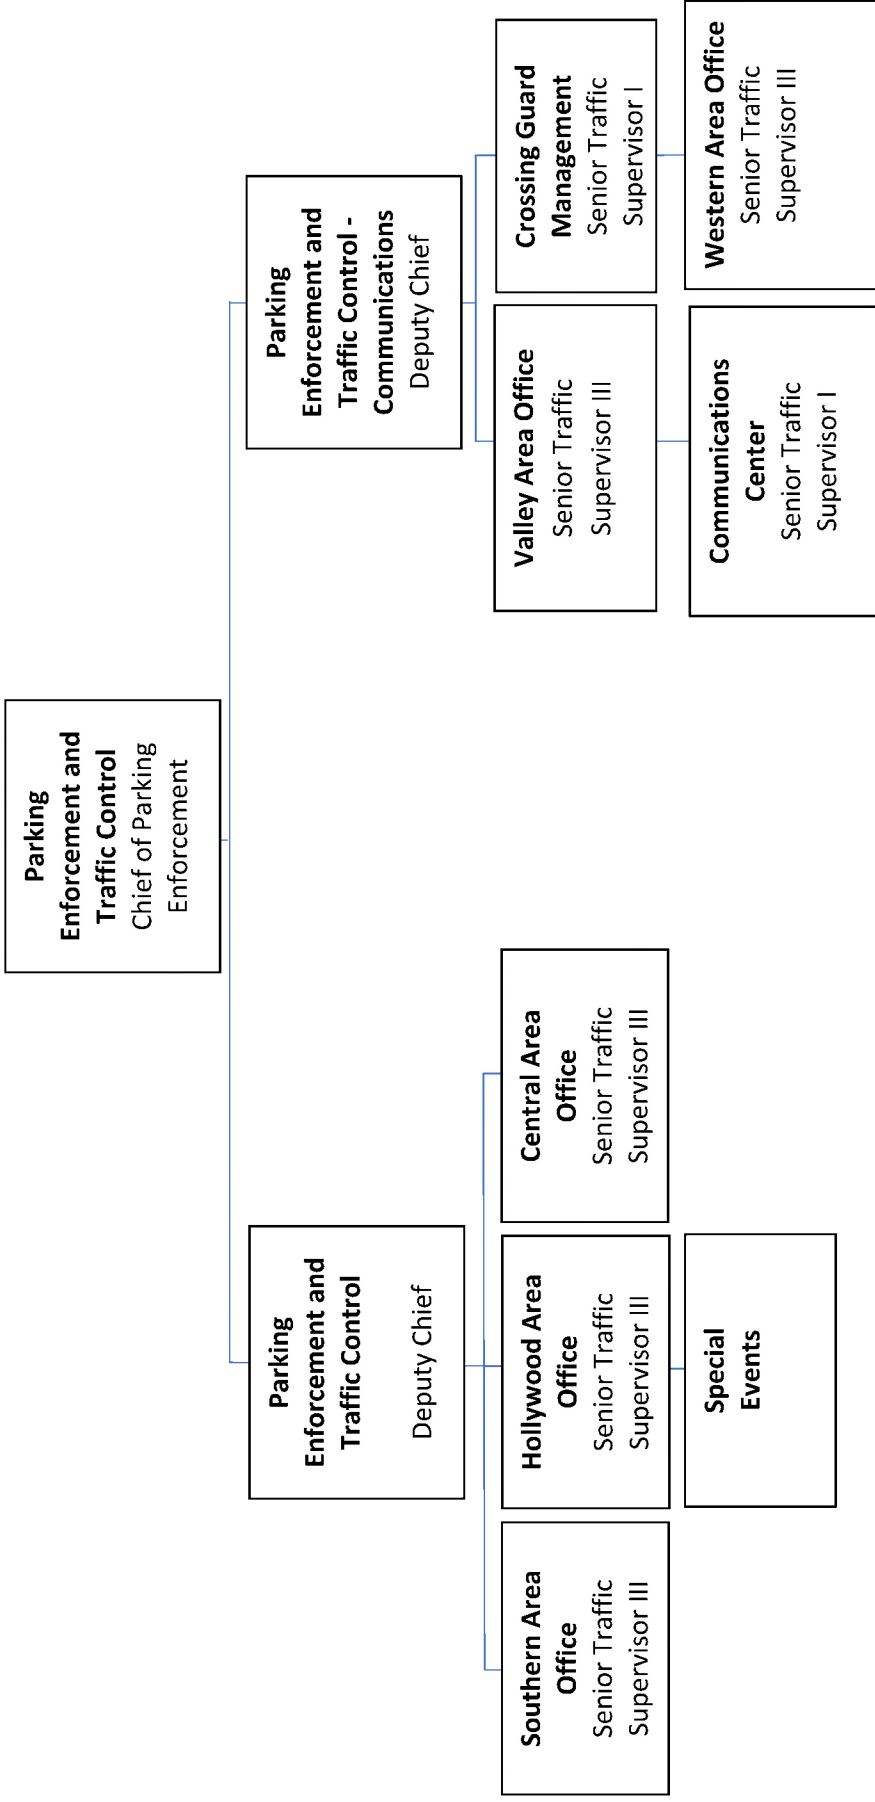 Parking
Enforcement and
Traffic Control
Chief of Parking
Enforcement
Parking
Enforcement and
Traffic Control
Deputy Chief
Parking
Enforcement and
Traffic Control -
Communications
Deputy Chief
Southern Area
Office
Senior Traffic
Supervisor III
Hollywood Area
Office
Senior Traffic
Supervisor III
Central Area
Office
Senior Traffic
Supervisor III
Valley Area Office
Senior Traffic
Supervisor III
Crossing Guard
Management
Senior Traffic
Supervisor I
Special
Events
Communications
Center
Senior Traffic
Supervisor I
Western Area Office
Senior Traffic
Supervisor III